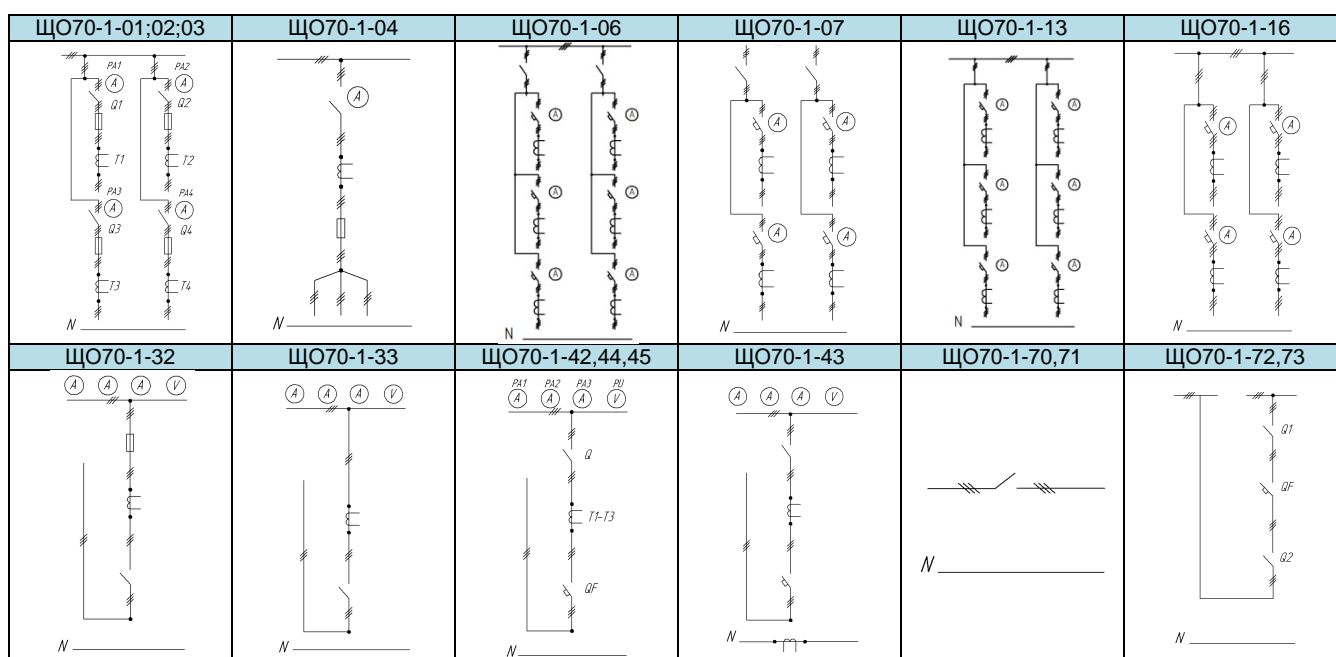 ЩО70-1-01;02;03
ЩО70-1-04
ЩО70-1-06
ЩО70-1-07
ЩО70-1-13
ЩО70-1-16
PA1
PA2
A
A
Q1
Q2
T1
T2
PA3
PA4
A
A
Q3
Q4
T3
T4
N
A
N
A
A
A
A
A
A
N
A
A
A
A
N
A
A
A
A
A
A
N
A
A
A
A
N
ЩО70-1-32
ЩО70-1-33
ЩО70-1-42,44,45
ЩО70-1-43
ЩО70-1-70,71
ЩО70-1-72,73
A A A V
N
A A A V
N
PA1 PA2 PA3 PU
A A A V
Q
T1-T3
QF
N
A A A V
N
N
Q1
QF
Q2
N